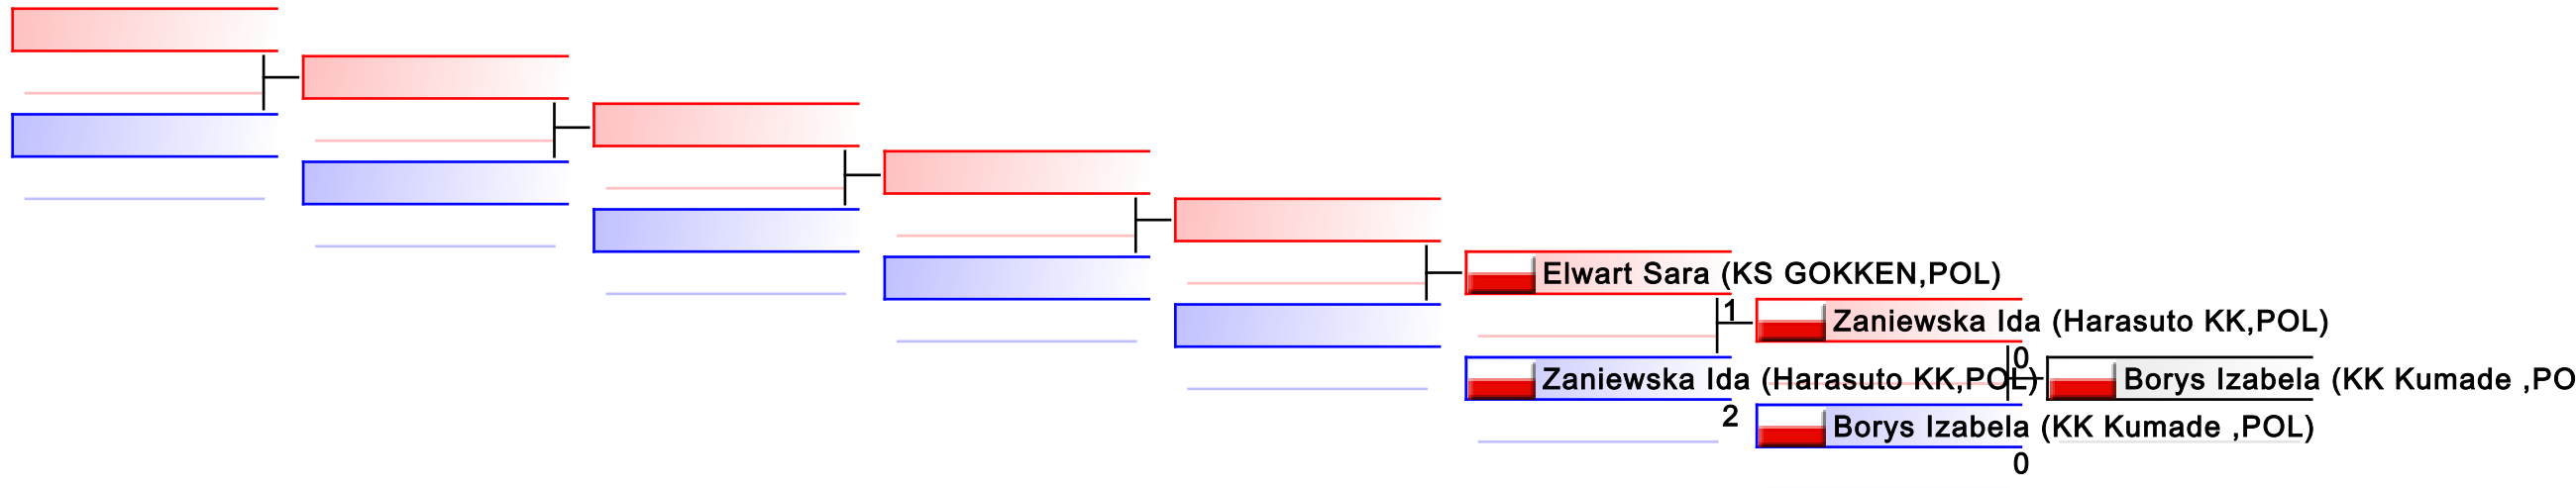 Elwart Sara (KS GOKKEN,POL)
1
Zaniewska Ida (Harasuto KK,POL)
0
Zaniewska Ida (Harasuto KK,POL)
Borys Izabela (KK Kumade ,PO
2
Borys Izabela (KK Kumade ,POL)
0